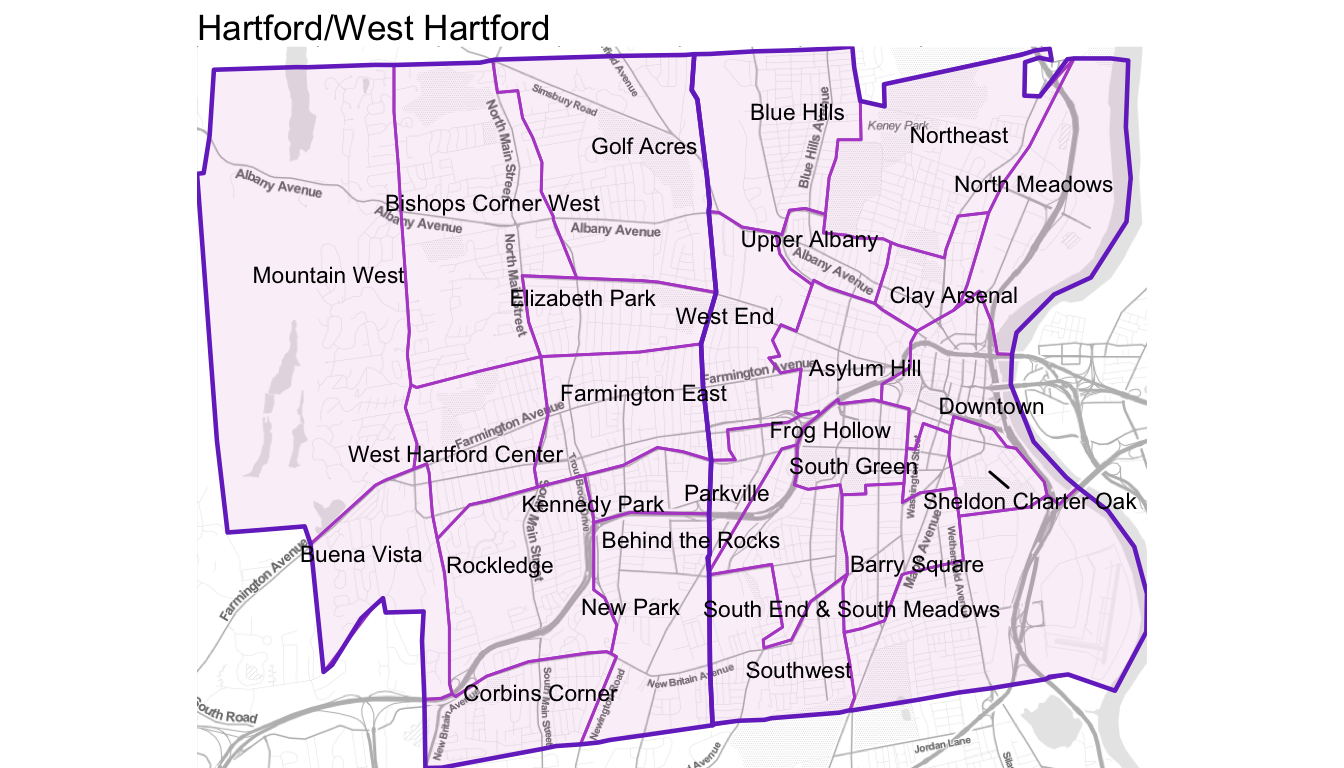 Hartford/West Hartford
Simsbury Road
Blue Hills
Blue Hills Avenue
Keney Park
Northeast
Golf Acres
North Main Street
Albany Avenue
North Meadows
Bishops Corner West
Albany Avenue
Albany Avenue
Upper Albany
Albany Avenue
Mountain West
North Main Street
Elizabeth Park
West End
Clay Arsenal
Farmington Avenue
Asylum Hill
Farmington East
Downtown
Farmington Avenue
Frog Hollow
West Hartford Center
South Green
Washington Street
Trout Brook Drive
Kennedy Park
Parkville
Sheldon Charter Oak
South Main Street
Behind the Rocks
Buena Vista
Rockledge
Barry Square
Main Avenue
Farmington Avenue
New Park
South End & South Meadows
Southwest
New Britain Avenue
Corbins Corner
South Main Street
Newington Road
New Britain Avenue
South Road
Jordan Lane